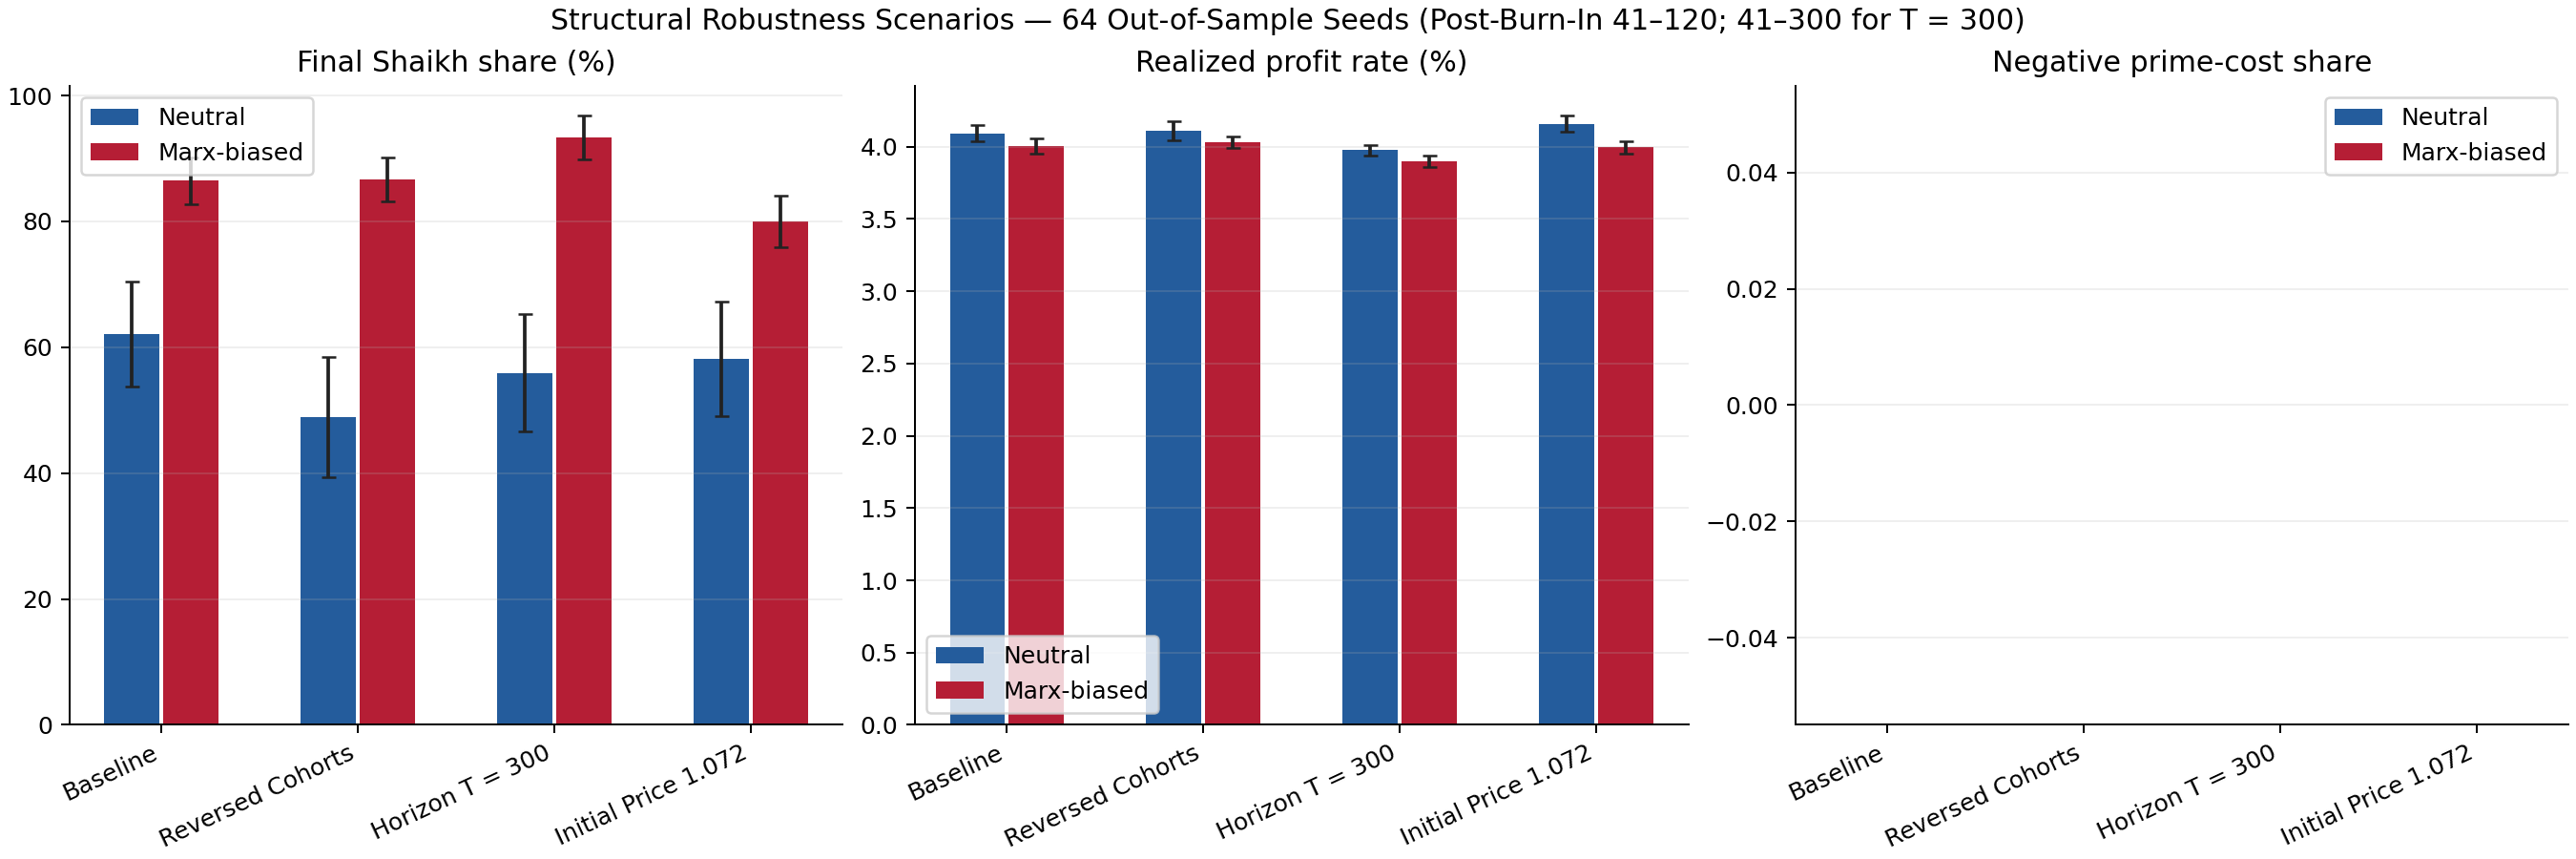 Structural Robustness Scenarios — 64 Out-of-Sample Seeds (Post-Burn-In 41–120; 41–300 for T = 300)
Final Shaikh share (%)
100
80
60
40
20
0
Neutral
Marx-biased
Baseline
Reversed Cohorts
Horizon T = 300
Initial Price 1.072
Realized profit rate (%)
4.0
3.5
3.0
2.5
2.0
1.5
1.0
0.5
0.0
Neutral
Marx-biased
Baseline
Reversed Cohorts
Horizon T = 300
Initial Price 1.072
Negative prime-cost share
0.04
0.02
0.00
−0.02
−0.04
Neutral
Marx-biased
Baseline
Reversed Cohorts
Horizon T = 300
Initial Price 1.072